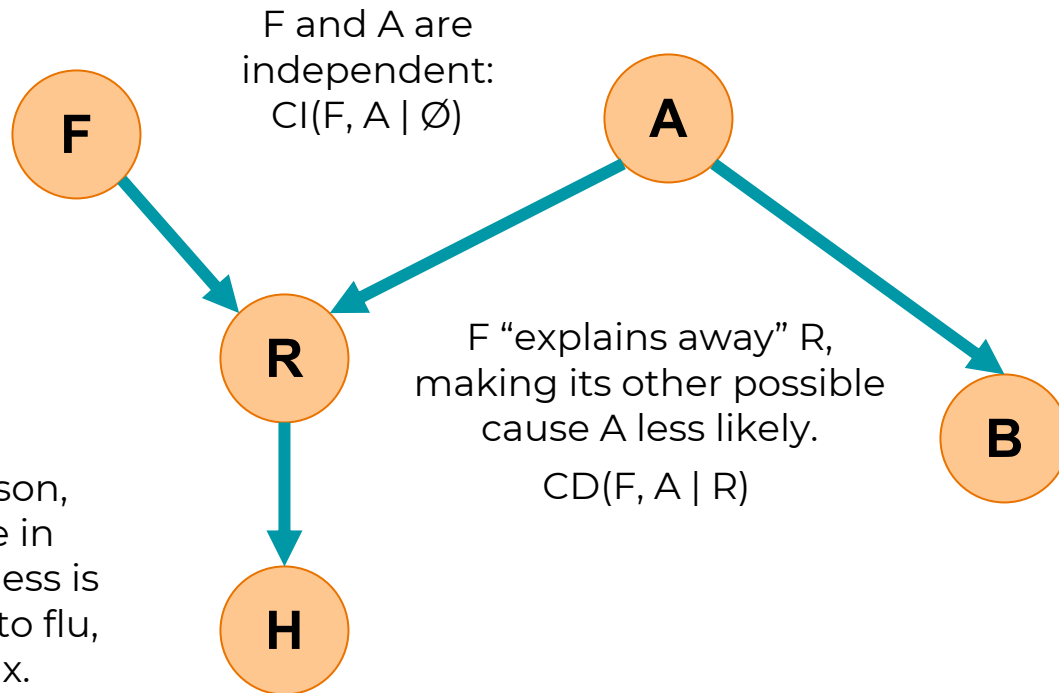 F and A are
independent:
CI(F, A | Ø)
F
A
R
F “explains away” R,
making its other possible
cause A less likely.
CD(F, A | R)
B
son,
e in
ess is
to flu,
x.
H